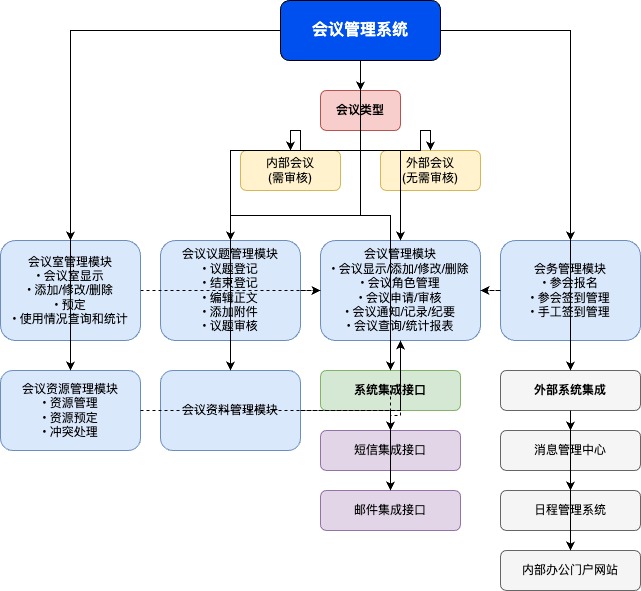 会议管理系统
会议类型
内部会议
(需审核)
外部会议
(无需审核)
会议室管理模块
• 会议室显示
• 添加/修改/删除
• 预定
• 使用情况查询和统计
会议议题管理模块
• 议题登记
• 结束登记
• 编辑正文
• 添加附件
• 议题审核
会议管理模块
• 会议显示/添加/修改/删除
• 会议角色管理
• 会议申请/审核
• 会议通知/记录/纪要
• 会议查询/统计报表
会务管理模块
• 参会报名
• 参会签到管理
• 手工签到管理
会议资源管理模块
• 资源管理
• 资源预定
• 冲突处理
会议资料管理模块
系统集成接口
外部系统集成
短信集成接口
消息管理中心
邮件集成接口
日程管理系统
内部办公门户网站